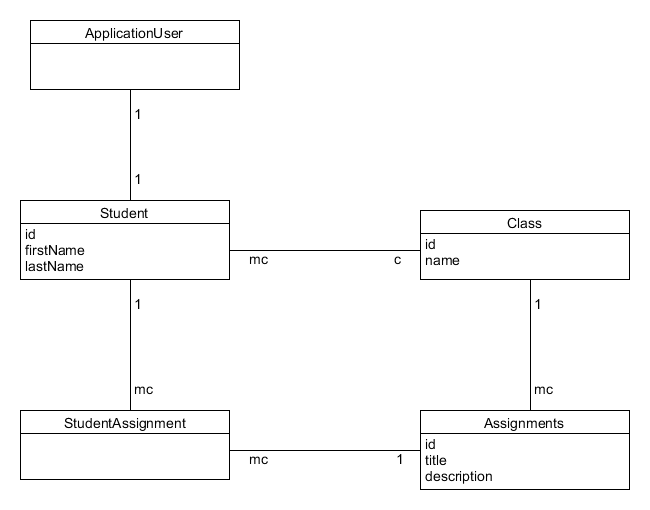 ApplicationUser
1
1
Student
id
firstName
lastName
mc
c
Class
id
name
1
mc
1
mc
StudentAssignment
mc
1
Assignments
id
title
description